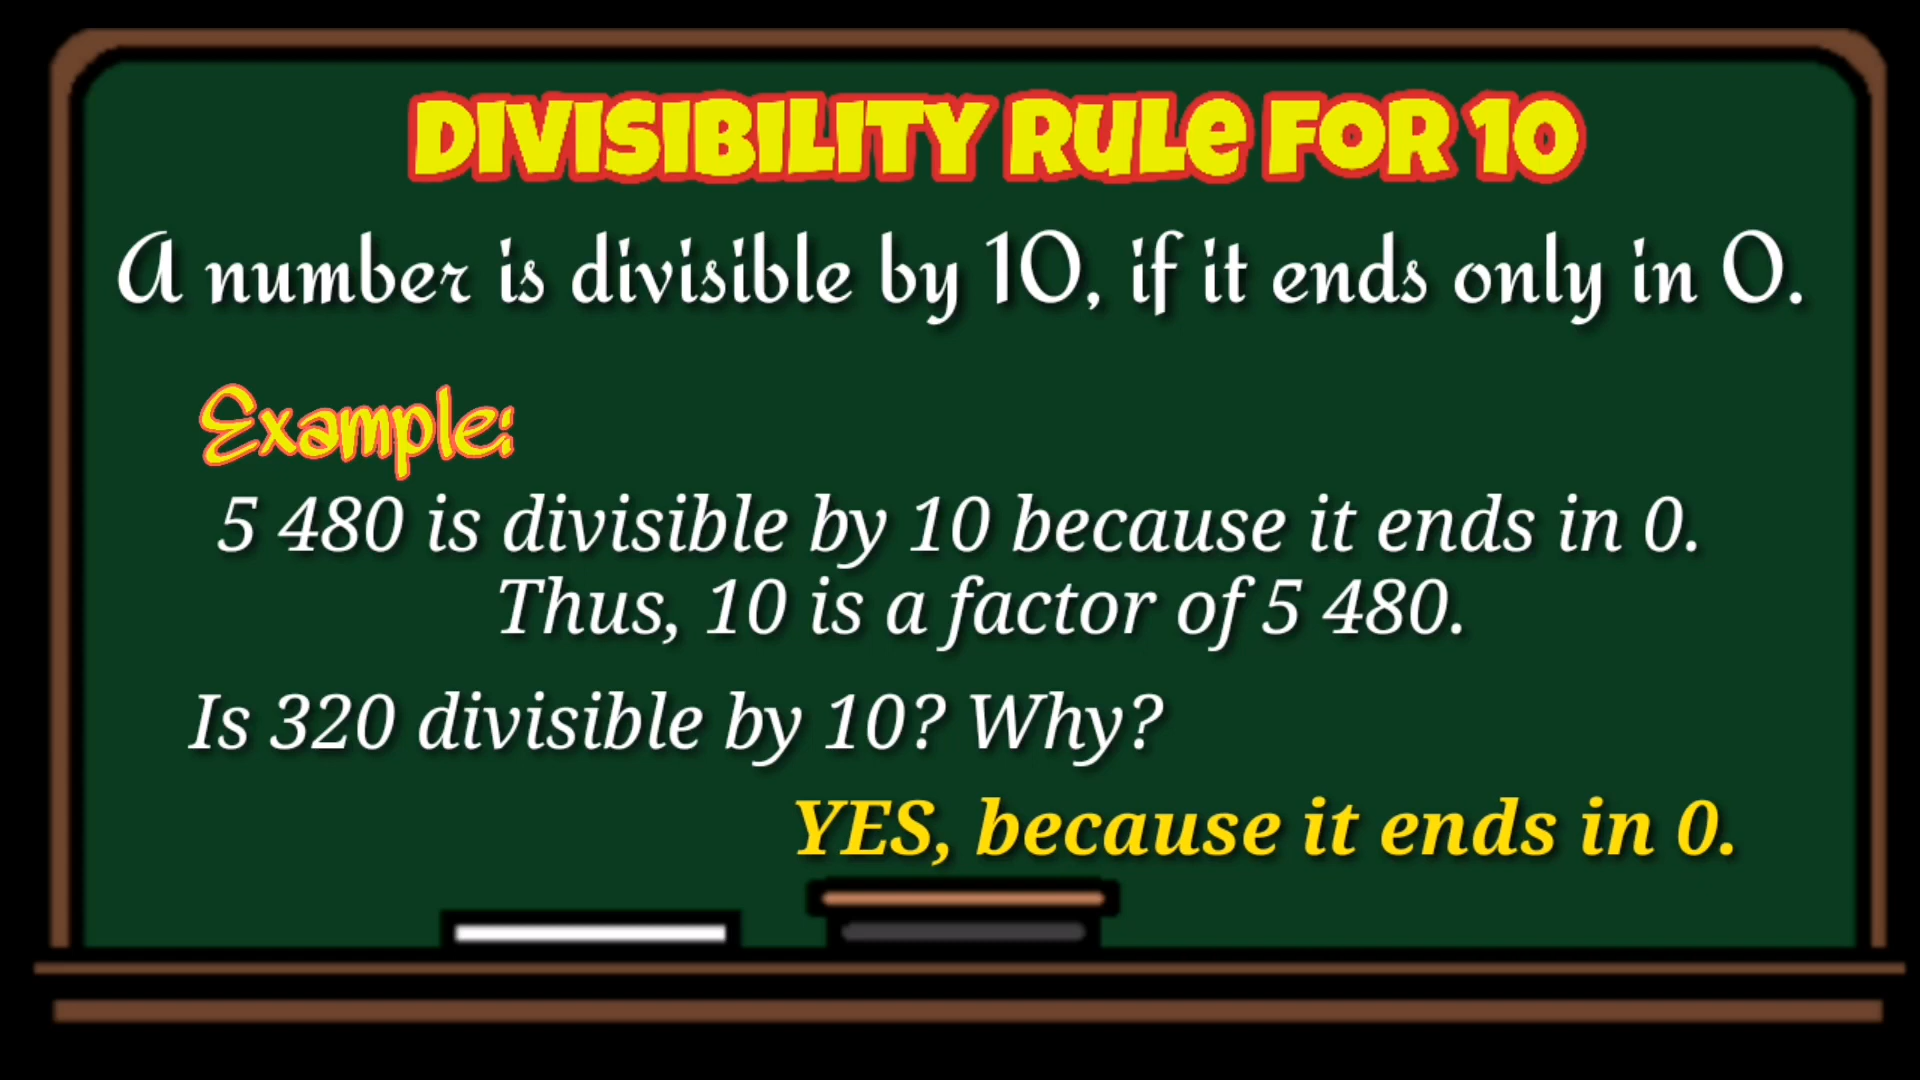 DIVISIBILITY RULE FOR 10
A number is divisible by 10, if it ends only in 0.
Example:
5 480 is divisible by 10 because it ends in 0.
Thus, 10 is a factor of 5 480.
Is 320 divisible by 10? Why?
YES, because it ends in 0.